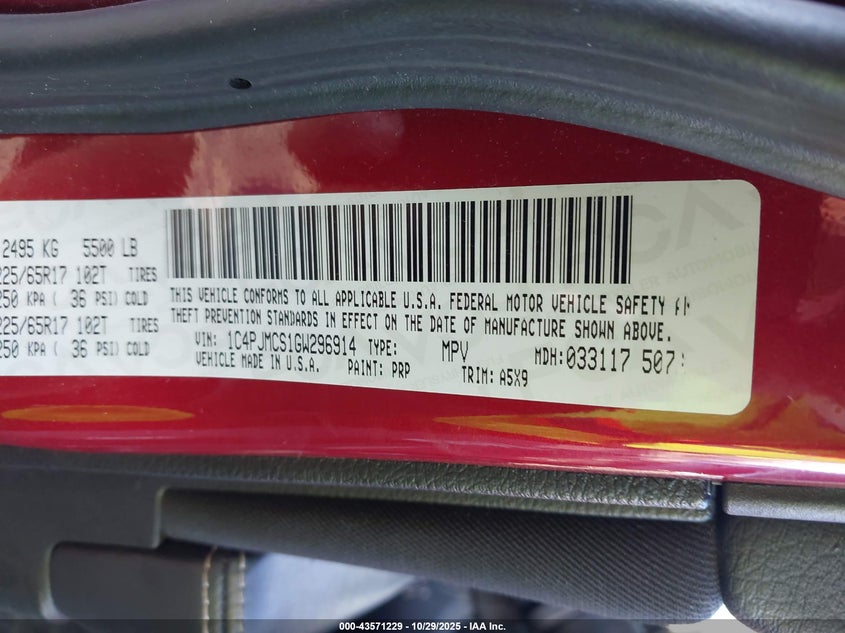 2495 KG 5500 LB
225/65R17 102T TIRES
250 KPA ( 36 PSI) COLD
225/65R17 102T TIRES
250 KPA ( 36 PSI) COLD
THIS VEHICLE CONFORMS TO ALL APPLICABLE U.S.A. FEDERAL MOTOR VEHICLE SAFETY
THEFT PREVENTION STANDARDS IN EFFECT ON THE DATE OF MANUFACTURE SHOWN ABOVE.
VIN: 1C4PJMCS1GW296914 TYPE: MPV MDH:033117 507
VEHICLE MADE IN U.S.A. PAINT: PRP TRIM: A5X9
000-43571229 - 10/29/2025 - IAA Inc.